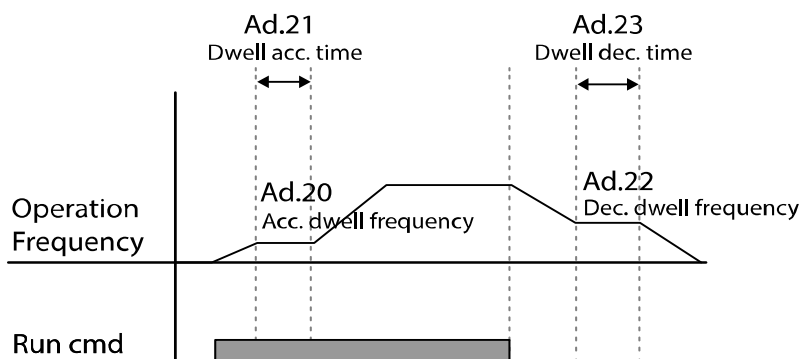 Ad.21
Dwell acc. time
Ad.23
Dwell dec. time
Ad.20
Acc. dwell frequency
Ad.22
Dec. dwell frequency
Operation
Frequency
Run cmd